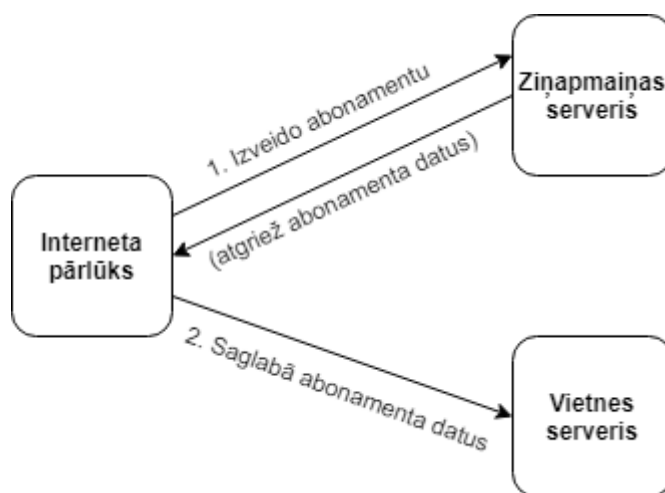 Ziņapmaiņas
serveris
1. Izveido abonamentu
(atgriež abonamenta datus)
Interneta
pārlūks
2. Saglabā abonamenta datus
Vietnes
serveris